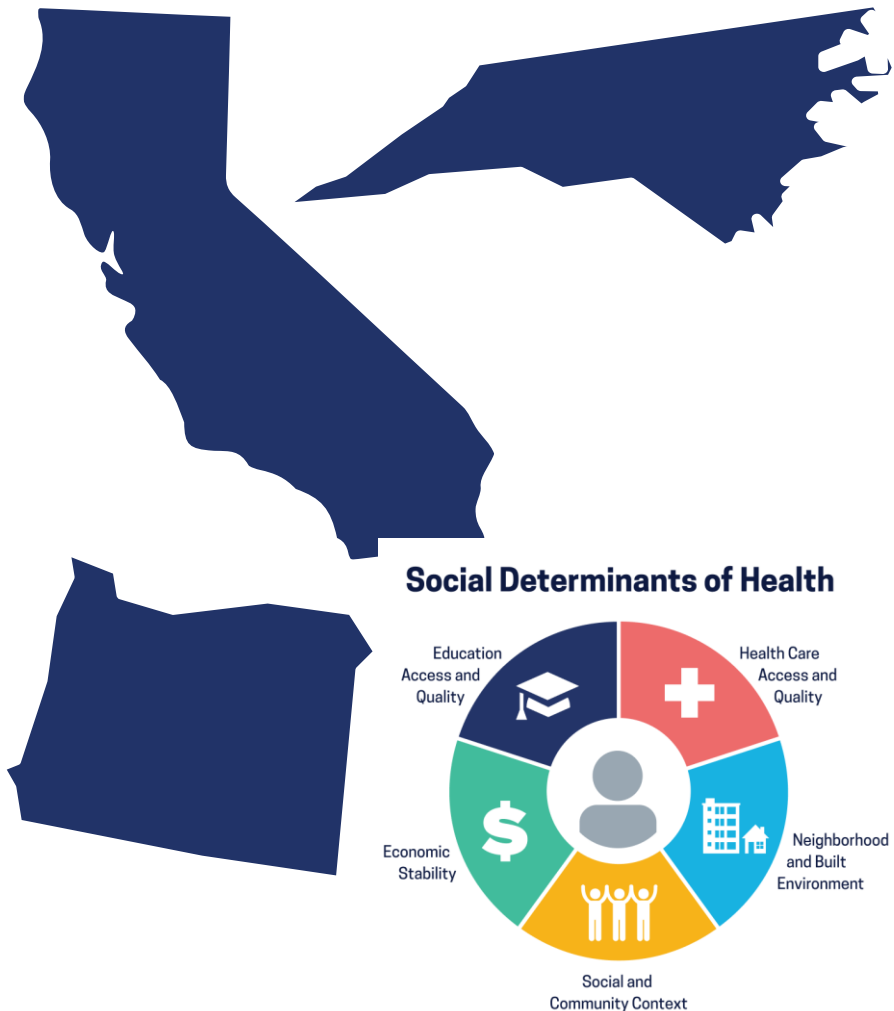 Social Determinants of Health
Education
Access and
Quality
Health Care
Access and
Quality
Economic
Stability
$
Neighborhood
and Built
Environment
Social and
Community Context